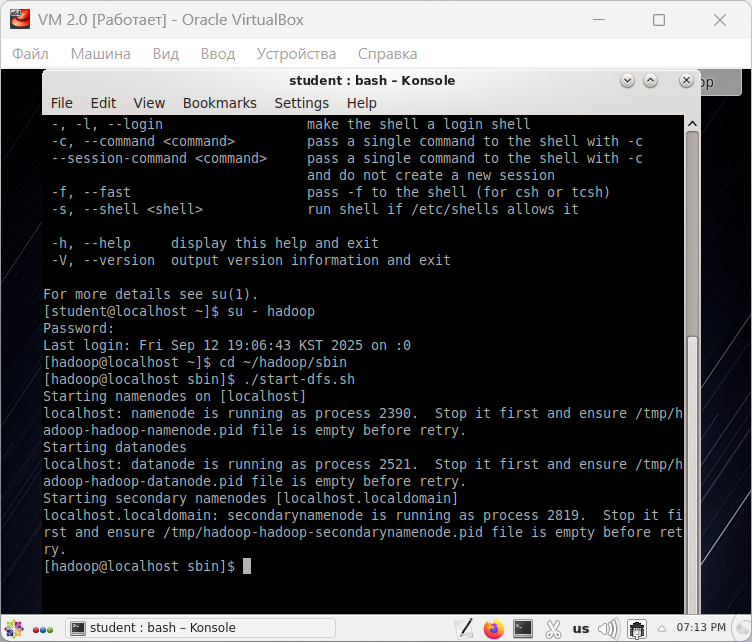 VM 2.0 [Работает] - Oracle VirtualBox
Файл Машина Вид Ввод Устройства Справка
student : bash – Konsole
op
File Edit View Bookmarks Settings Help
-, -l, --login                  make the shell a login shell
-c, --command <command>         pass a single command to the shell with -c
--session-command <command>     pass a single command to the shell with -c
and do not create a new session
-f, --fast                      pass -f to the shell (for csh or tcsh)
-s, --shell <shell>             run shell if /etc/shells allows it
-h, --help     display this help and exit
-V, --version  output version information and exit
For more details see su(1).
[student@localhost ~]$ su - hadoop
Password:
Last login: Fri Sep 12 19:06:43 KST 2025 on :0
[hadoop@localhost ~]$ cd ~/hadoop/sbin
[hadoop@localhost sbin]$ ./start-dfs.sh
Starting namenodes on [localhost]
localhost: namenode is running as process 2390.  Stop it first and ensure /tmp/h
adoop-hadoop-namenode.pid file is empty before retry.
Starting datanodes
localhost: datanode is running as process 2521.  Stop it first and ensure /tmp/h
adoop-hadoop-datanode.pid file is empty before retry.
Starting secondary namenodes [localhost.localdomain]
localhost.localdomain: secondarynamenode is running as process 2819.  Stop it fi
rst and ensure /tmp/hadoop-hadoop-secondarynamenode.pid file is empty before ret
ry.
[hadoop@localhost sbin]$
student : bash – Konsole
us
07:13 PM